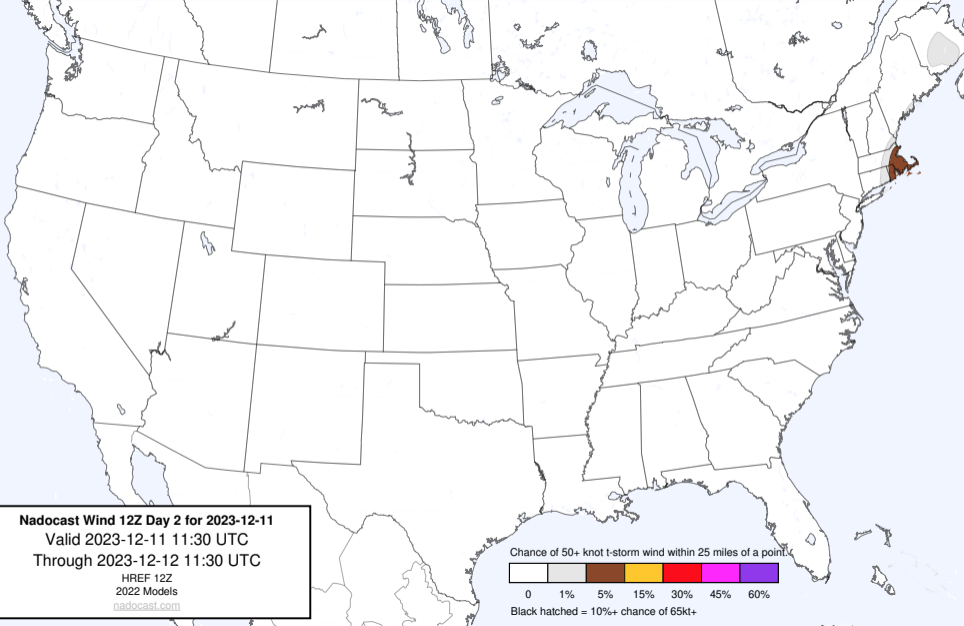 Nadocast Wind 12Z Day 2 for 2023-12-11
Valid 2023-12-11 11:30 UTC
Through 2023-12-12 11:30 UTC
HREF 12Z
2022 Models
nadocast.com
Chance of 50+ knot t-storm wind within 25 miles of a point.
0 1% 5% 15% 30% 45% 60%
Black hatched = 10%+ chance of 65kt+